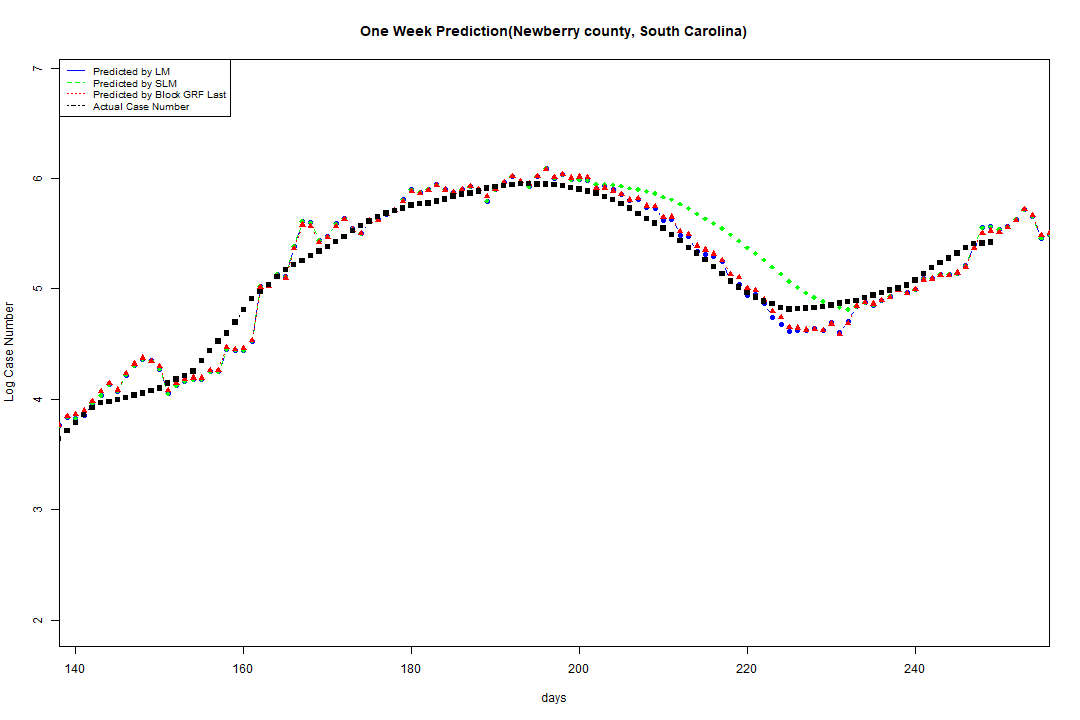 One Week Prediction(Newberry county, South Carolina)
Predicted by LM
Predicted by SLM
Predicted by Block GRF Last
Actual Case Number
7
6
5
4
3
2
Log Case Number
140 160 180 200 220 240
days